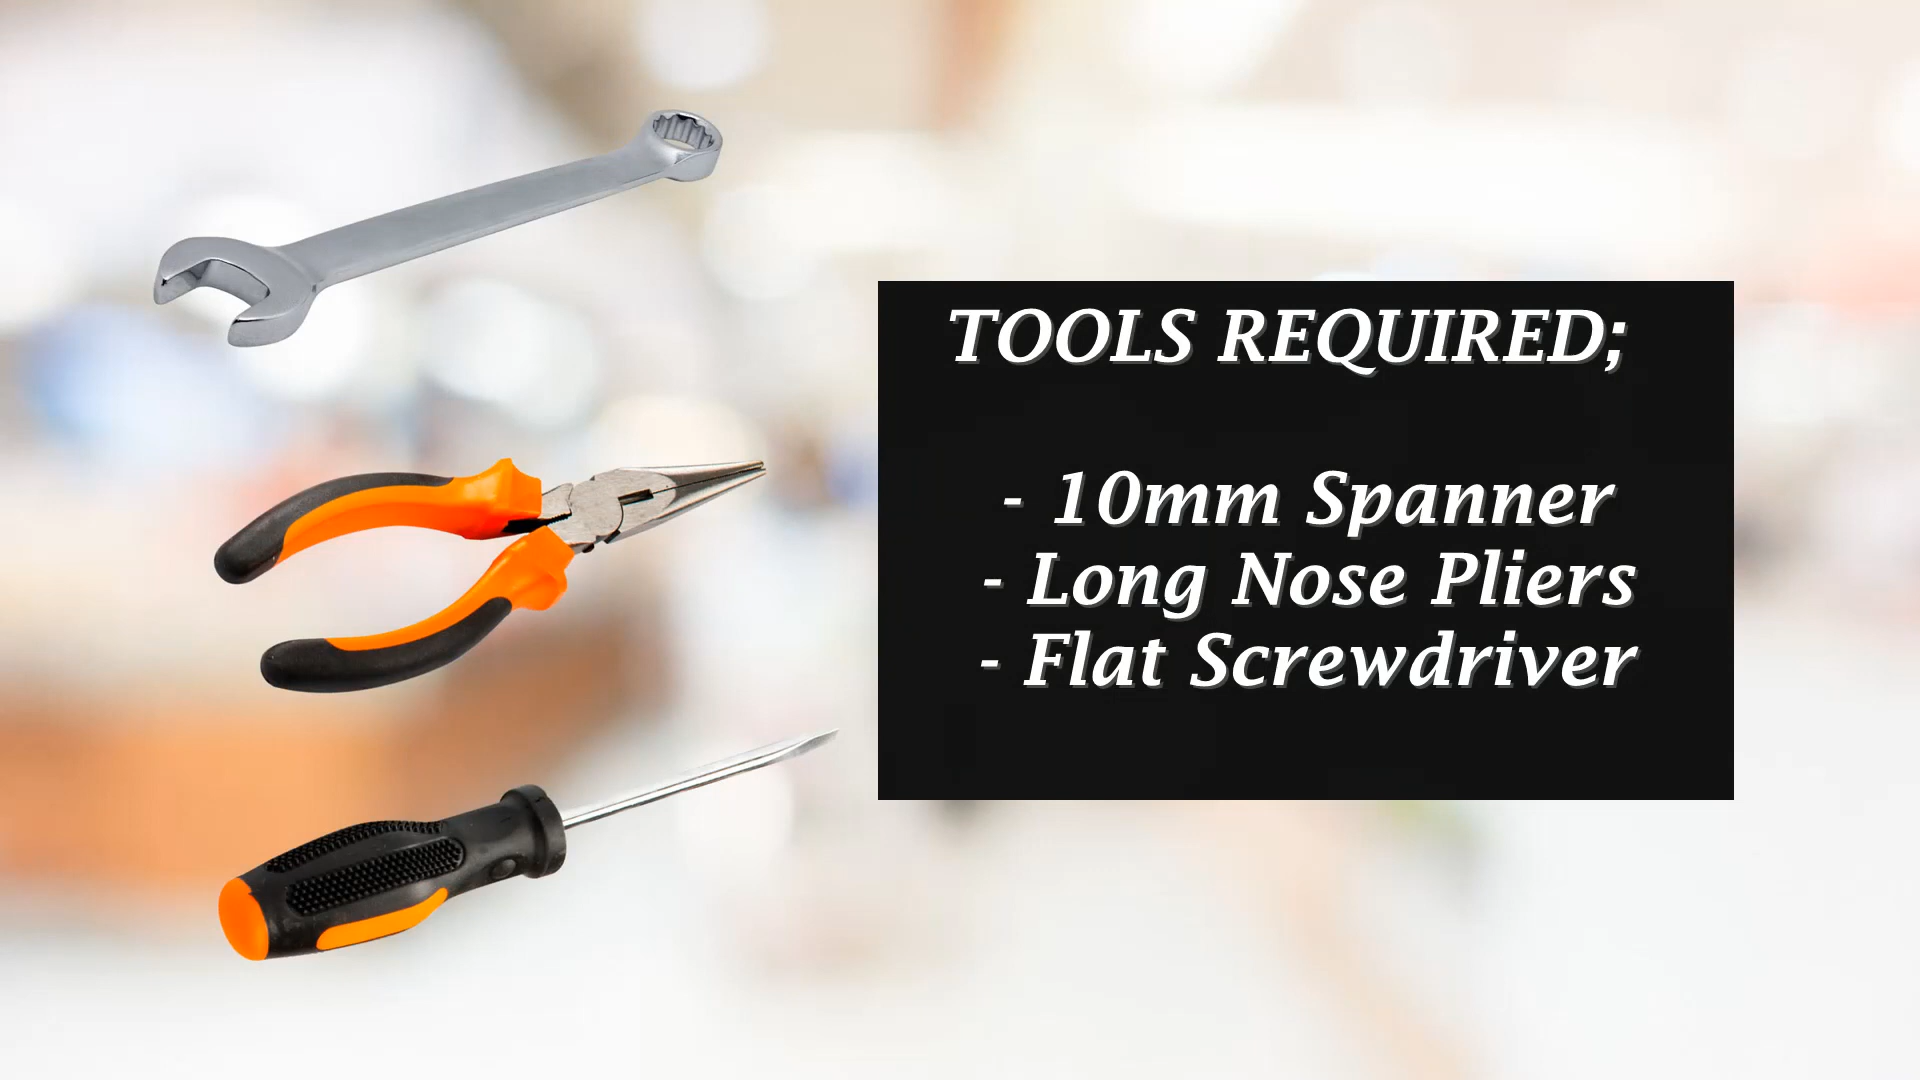 TOOLS REQUIRED;
- 10mm Spanner
- Long Nose Pliers
- Flat Screwdriver